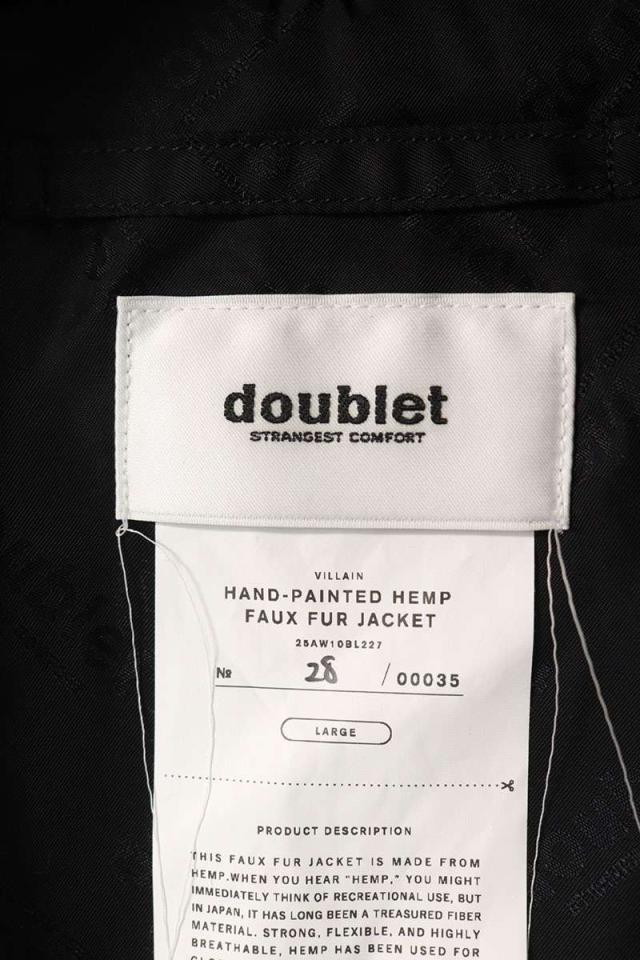 doublet
STRANGEST COMFORT
VILLAIN
HAND-PAINTED HEMP
FAUX FUR JACKET
25AW10BL227
№ 28 / 00035
LARGE
PRODUCT DESCRIPTION
THIS FAUX FUR JACKET IS MADE FROM
HEMP.WHEN YOU HEAR "HEMP," YOU MIGHT
IMMEDIATELY THINK OF RECREATIONAL USE, BUT
IN JAPAN, IT HAS LONG BEEN A TREASURED FIBER
MATERIAL. STRONG, FLEXIBLE, AND HIGHLY
BREATHABLE, HEMP HAS BEEN USED FOR